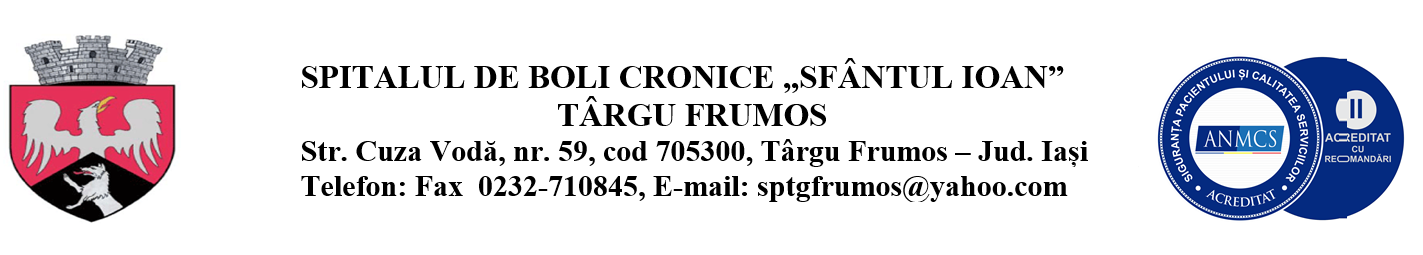 SPITALUL DE BOLI CRONICE „SFÂNTUL IOAN”
TÂRGU FRUMOS
Str. Cuza Vodă, nr. 59, cod 705300, Târgu Frumos – Jud. Iași
Telefon: Fax  0232-710845, E-mail: sptgfrumos@yahoo.com
SIGURANȚA PACIENTULUI ȘI CALITATEA SERVICIILOR
ANMCS
• ACREDITAT •
II
ACREDITAT
CU
RECOMANDĂRI